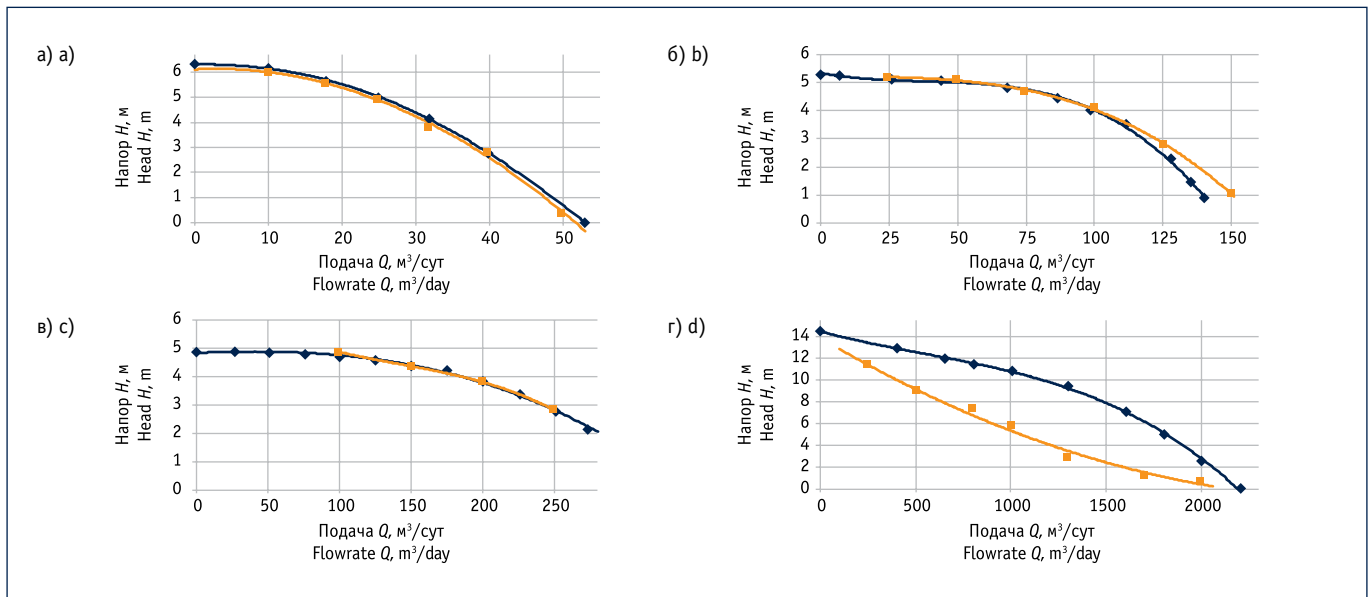 а) a)
Напор H, м
Head H, m
6
5
4
3
2
1
0
0 10 20 30 40 50
Подача Q, м³/сут
Flowrate Q, m³/day
б) b)
Напор H, м
Head H, m
6
5
4
3
2
1
0
0 25 50 75 100 125 150
Подача Q, м³/сут
Flowrate Q, m³/day
в) c)
Напор H, м
Head H, m
6
5
4
3
2
1
0
0 50 100 150 200 250
Подача Q, м³/сут
Flowrate Q, m³/day
г) d)
Напор H, м
Head H, m
14
12
10
8
6
4
2
0
0 500 1000 1500 2000
Подача Q, м³/сут
Flowrate Q, m³/day